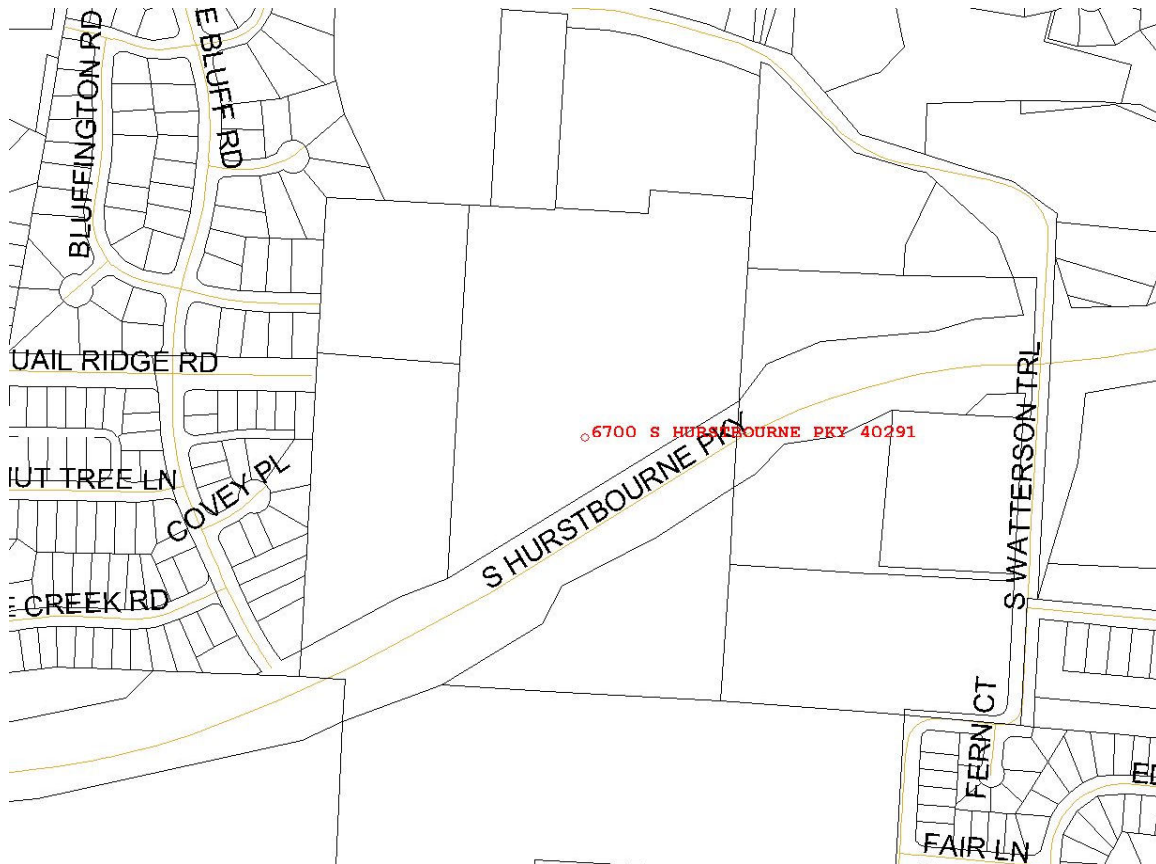 BLUFFINGTON RD
E BLUFF RD
UAIL RIDGE RD
6700 S HURSTBOURNE PKY 40291
S HURSTBOURNE PKY
S WATTERSON TRL
NUT TREE LN
COVEY PL
E CREEK RD
FERN CT
FAIR LN